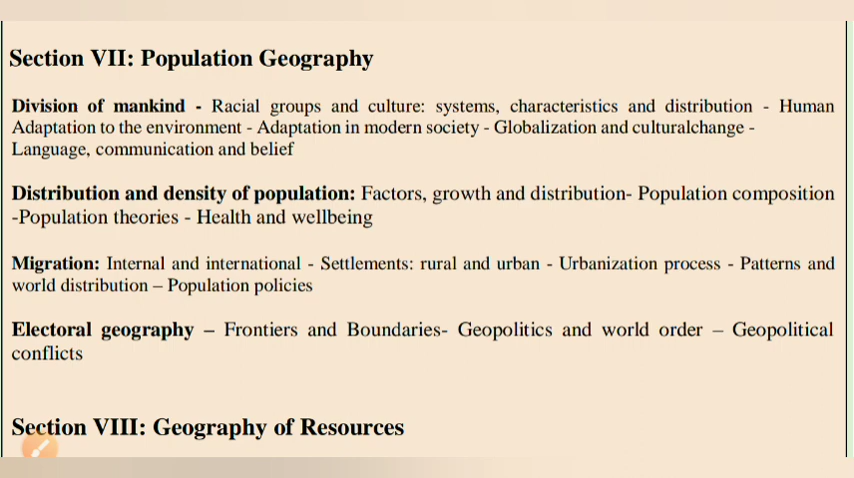 Section VII: Population Geography
Division of mankind - Racial groups and culture: systems, characteristics and distribution - Human
Adaptation to the environment - Adaptation in modern society - Globalization and culturalchange -
Language, communication and belief
Distribution and density of population: Factors, growth and distribution- Population composition
-Population theories - Health and wellbeing
Migration: Internal and international - Settlements: rural and urban - Urbanization process - Patterns and
world distribution – Population policies
Electoral geography – Frontiers and Boundaries- Geopolitics and world order – Geopolitical
conflicts
Section VIII: Geography of Resources